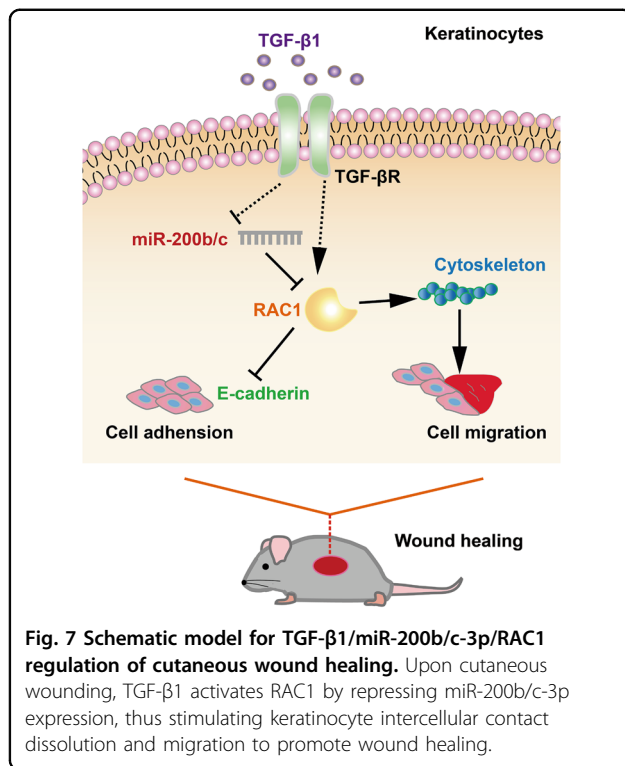 TGF-β1
Keratinocytes
TGF-βR
miR-200b/c
Cytoskeleton
RAC1
E-cadherin
Cell adhension
Cell migration
Wound healing
Fig. 7 Schematic model for TGF-β1/miR-200b/c-3p/RAC1
regulation of cutaneous wound healing. Upon cutaneous
wounding, TGF-β1 activates RAC1 by repressing miR-200b/c-3p
expression, thus stimulating keratinocyte intercellular contact
dissolution and migration to promote wound healing.